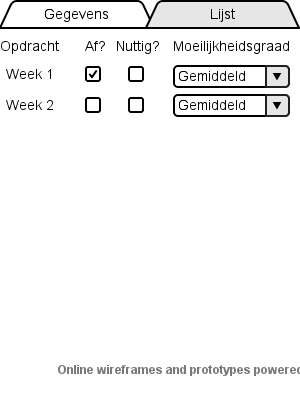 Gegevens Lijst
Opdracht Af? Nuttig? Moeilijkheidsgraad
Week 1 Gemiddeld
Week 2 Gemiddeld
Online wireframes and prototypes powered